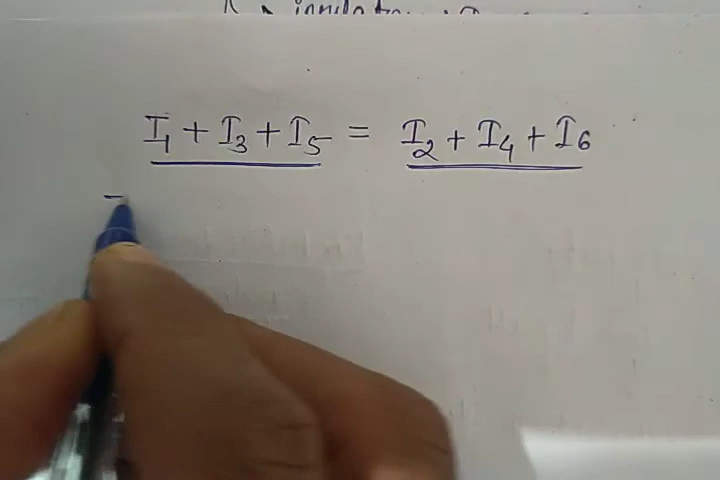 I₁ + I₃ + I₅ = I₂ + I₄ + I₆